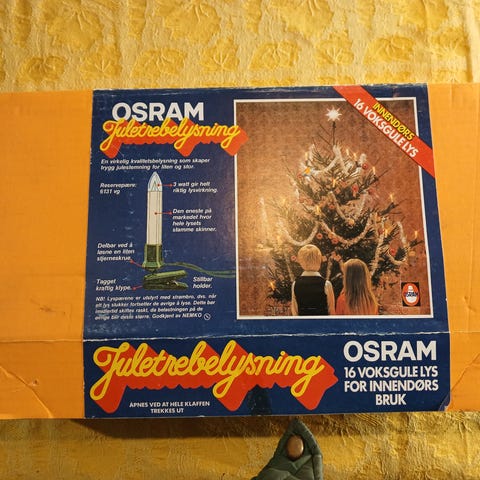 OSRAM
Juletrebelysning
En virkelig kvalitetsbelysning som skaper
trygg julestemning for liten og stor.
Reservepære:
6131 vg
3 watt gir hell
riktig lysvirkning.
Den eneste på
markedet hvor
hele lysets
stamme skinner.
Delbar ved å
løsne en liten
stjerneskrue.
Tagget
kraftig klype.
Stillbar
holder.
NB! Lyspærene er utstyrt med strømbro, dvs. når
ett lys slukker fortsetter de øvrige å lyse. Dette bør
imidlertid skiftes raskt, da belastningen på de
øvrige blir desto større. Godkjent av NEMKO
INNENDØRS
16 VOKSGULE LYS
OSRAM
Juletrebelysning
ÅPNES VED AT HELE KLAFFEN
TREKKES UT
OSRAM
16 VOKSGULE LYS
FOR INNENDØRS
BRUK